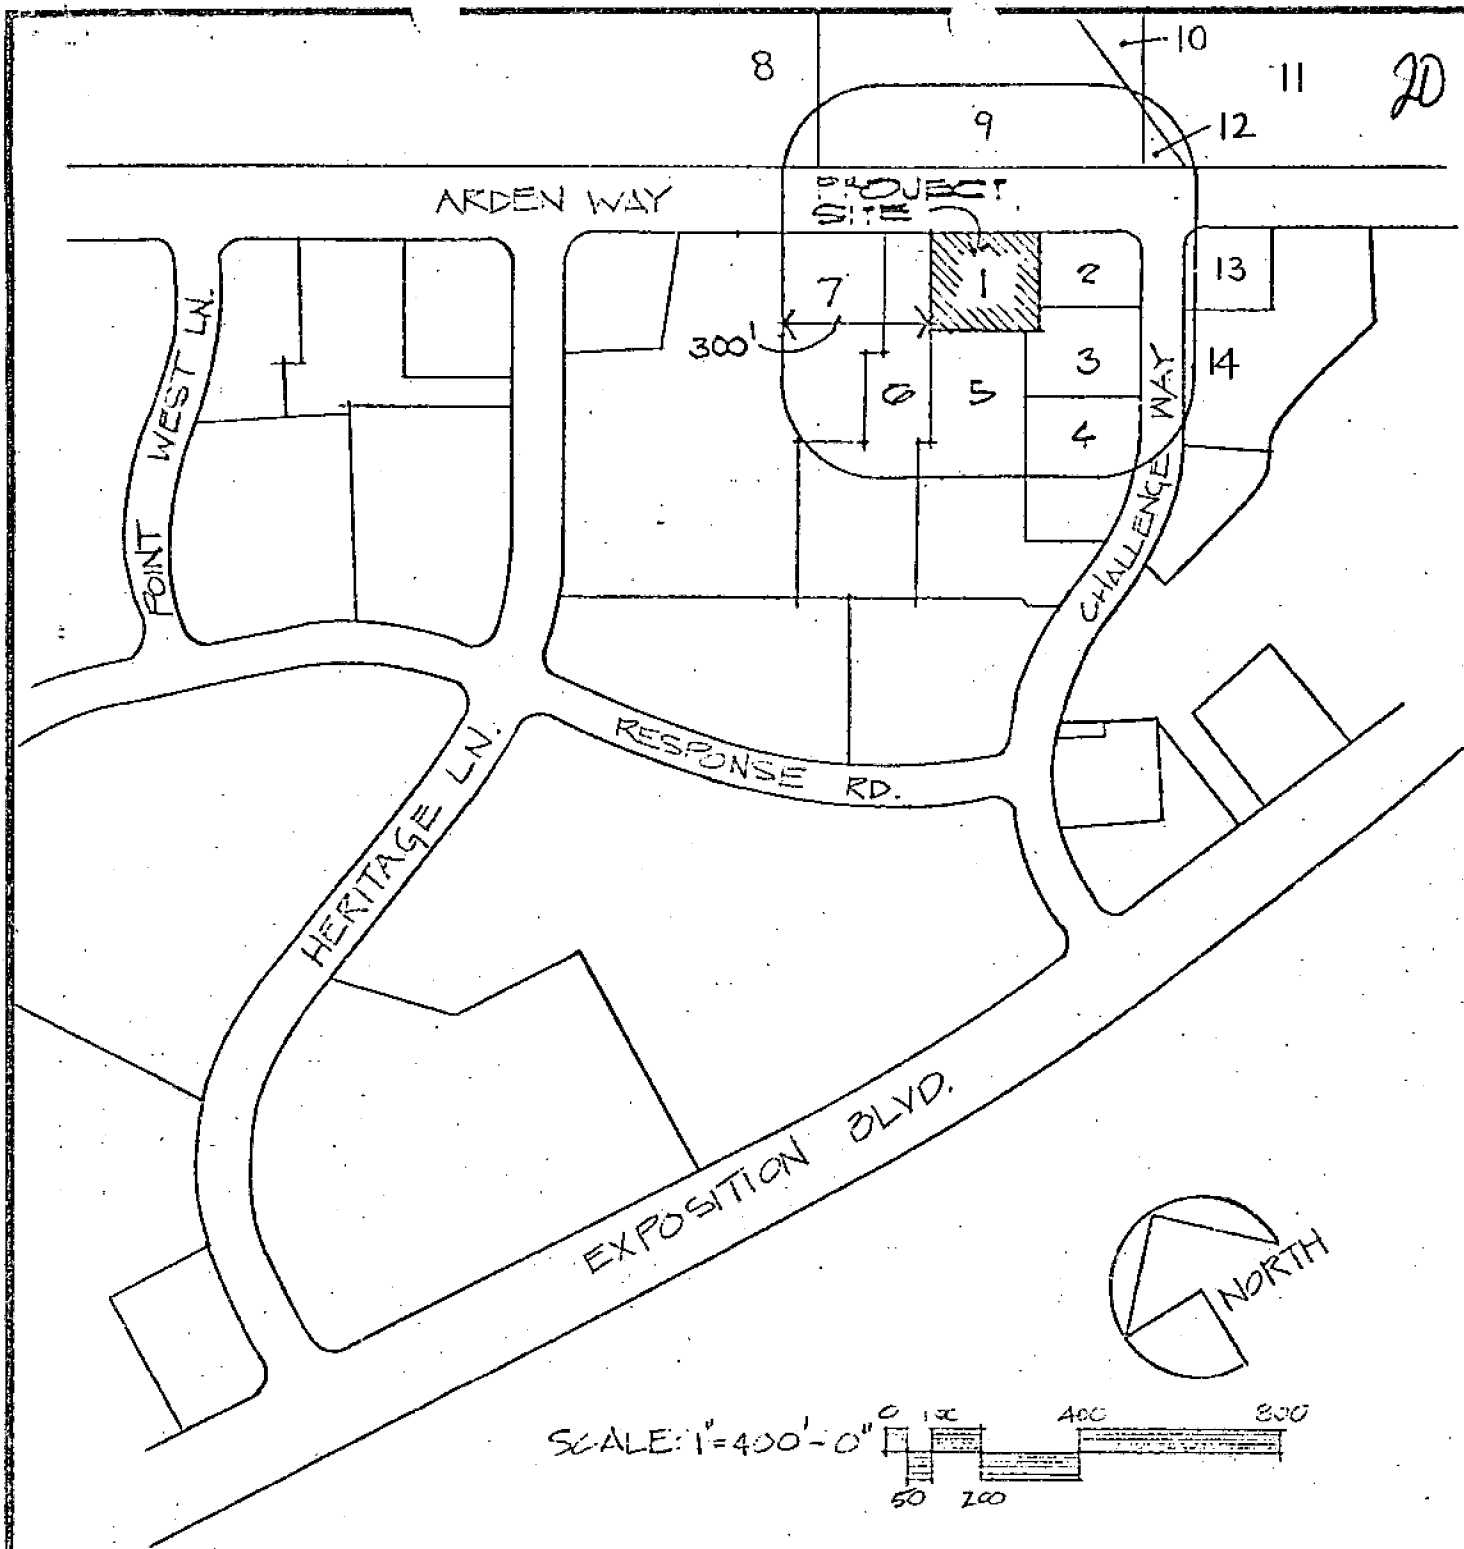 10
8
11
20
9
12
ARDEN WAY
PROJECT
SITE
1
2
13
7
300'
3
14
6
5
4
POINT WEST LN.
CHALLENGE WAY
RESPONSE RD.
HERITAGE LN.
EXPOSITION BLVD.
NORTH
SCALE: 1"=400'-0"
0 100 400 800
50 200